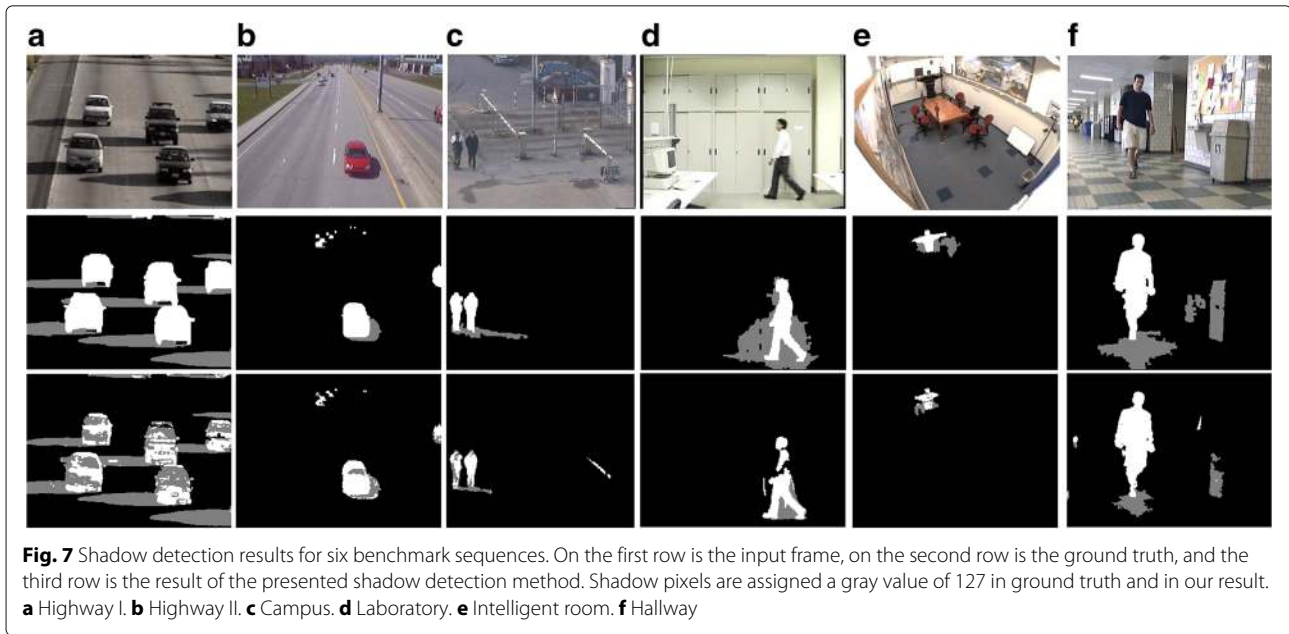 a b c d e f
Fig. 7 Shadow detection results for six benchmark sequences. On the first row is the input frame, on the second row is the ground truth, and the
third row is the result of the presented shadow detection method. Shadow pixels are assigned a gray value of 127 in ground truth and in our result.
a Highway I. b Highway II. c Campus. d Laboratory. e Intelligent room. f Hallway